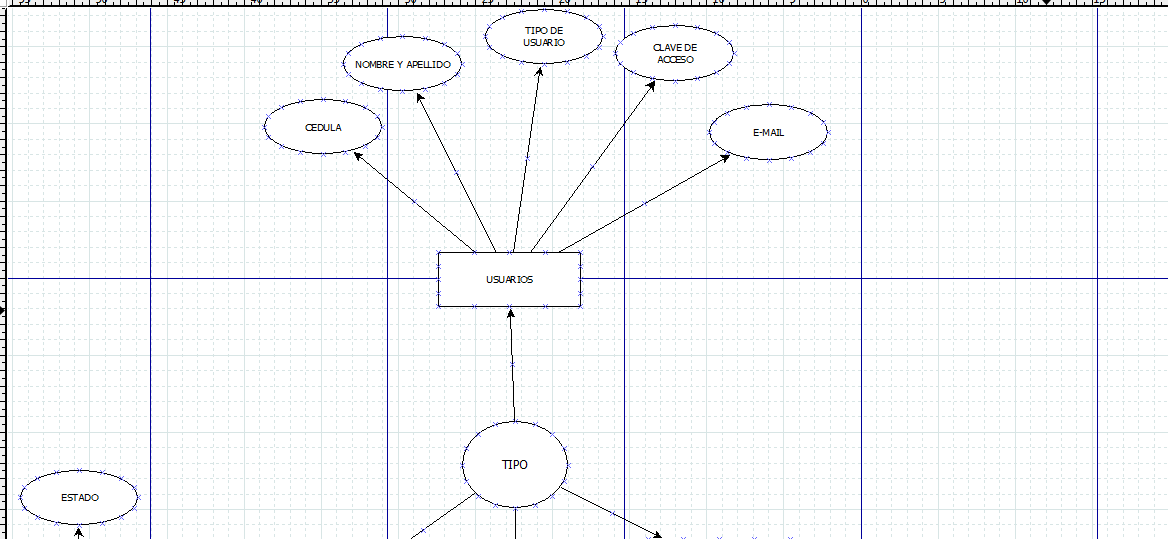 TIPO DE
USUARIO
CLAVE DE
ACCESO
NOMBRE Y APELLIDO
CEDULA
E-MAIL
USUARIOS
TIPO
ESTADO